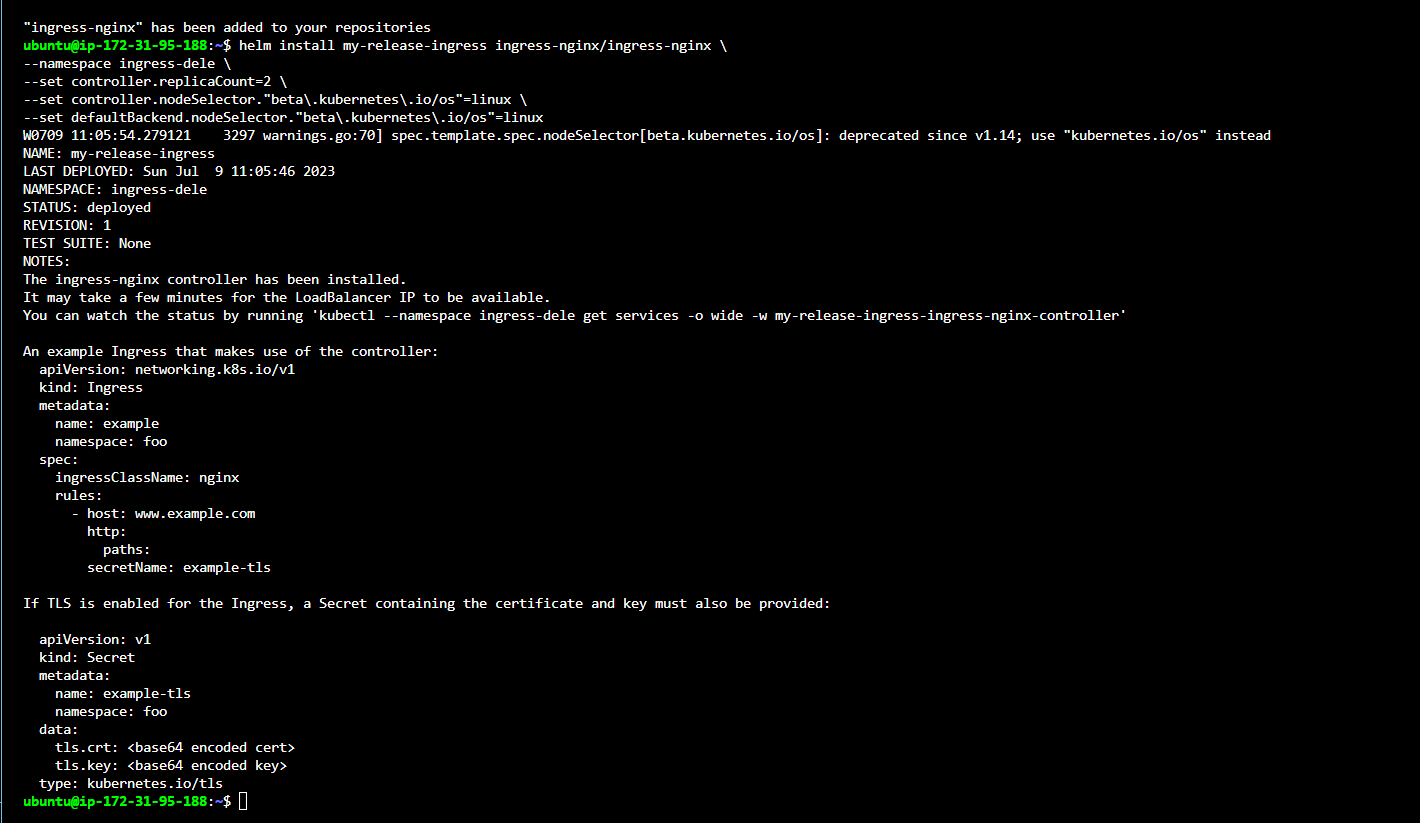 "ingress-nginx" has been added to your repositories
ubuntu@ip-172-31-95-188:~$ helm install my-release-ingress ingress-nginx/ingress-nginx \
--namespace ingress-dele \
--set controller.replicaCount=2 \
--set controller.nodeSelector."beta\.kubernetes\.io/os"=linux \
--set defaultBackend.nodeSelector."beta\.kubernetes\.io/os"=linux
W0709 11:05:54.279121    3297 warnings.go:70] spec.template.spec.nodeSelector[beta.kubernetes.io/os]: deprecated since v1.14; use "kubernetes.io/os" instead
NAME: my-release-ingress
LAST DEPLOYED: Sun Jul  9 11:05:46 2023
NAMESPACE: ingress-dele
STATUS: deployed
REVISION: 1
TEST SUITE: None
NOTES:
The ingress-nginx controller has been installed.
It may take a few minutes for the LoadBalancer IP to be available.
You can watch the status by running 'kubectl --namespace ingress-dele get services -o wide -w my-release-ingress-ingress-nginx-controller'

An example Ingress that makes use of the controller:
  apiVersion: networking.k8s.io/v1
  kind: Ingress
  metadata:
    name: example
    namespace: foo
  spec:
    ingressClassName: nginx
    rules:
      - host: www.example.com
        http:
          paths:
        secretName: example-tls

If TLS is enabled for the Ingress, a Secret containing the certificate and key must also be provided:

  apiVersion: v1
  kind: Secret
  metadata:
    name: example-tls
    namespace: foo
  data:
    tls.crt: <base64 encoded cert>
    tls.key: <base64 encoded key>
  type: kubernetes.io/tls
ubuntu@ip-172-31-95-188:~$